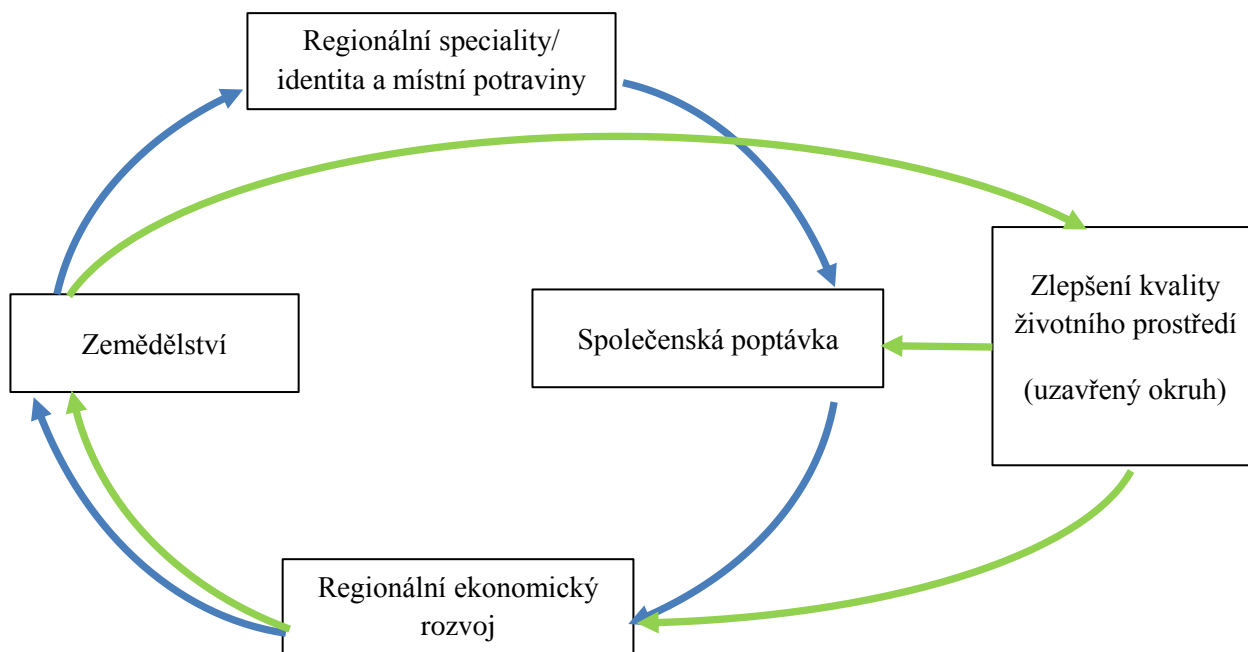 Regionální speciality/
identita a místní potraviny
Zemědělství
Společenská poptávka
Zlepšení kvality
životního prostředí
(uzavřený okruh)
Regionální ekonomický
rozvoj